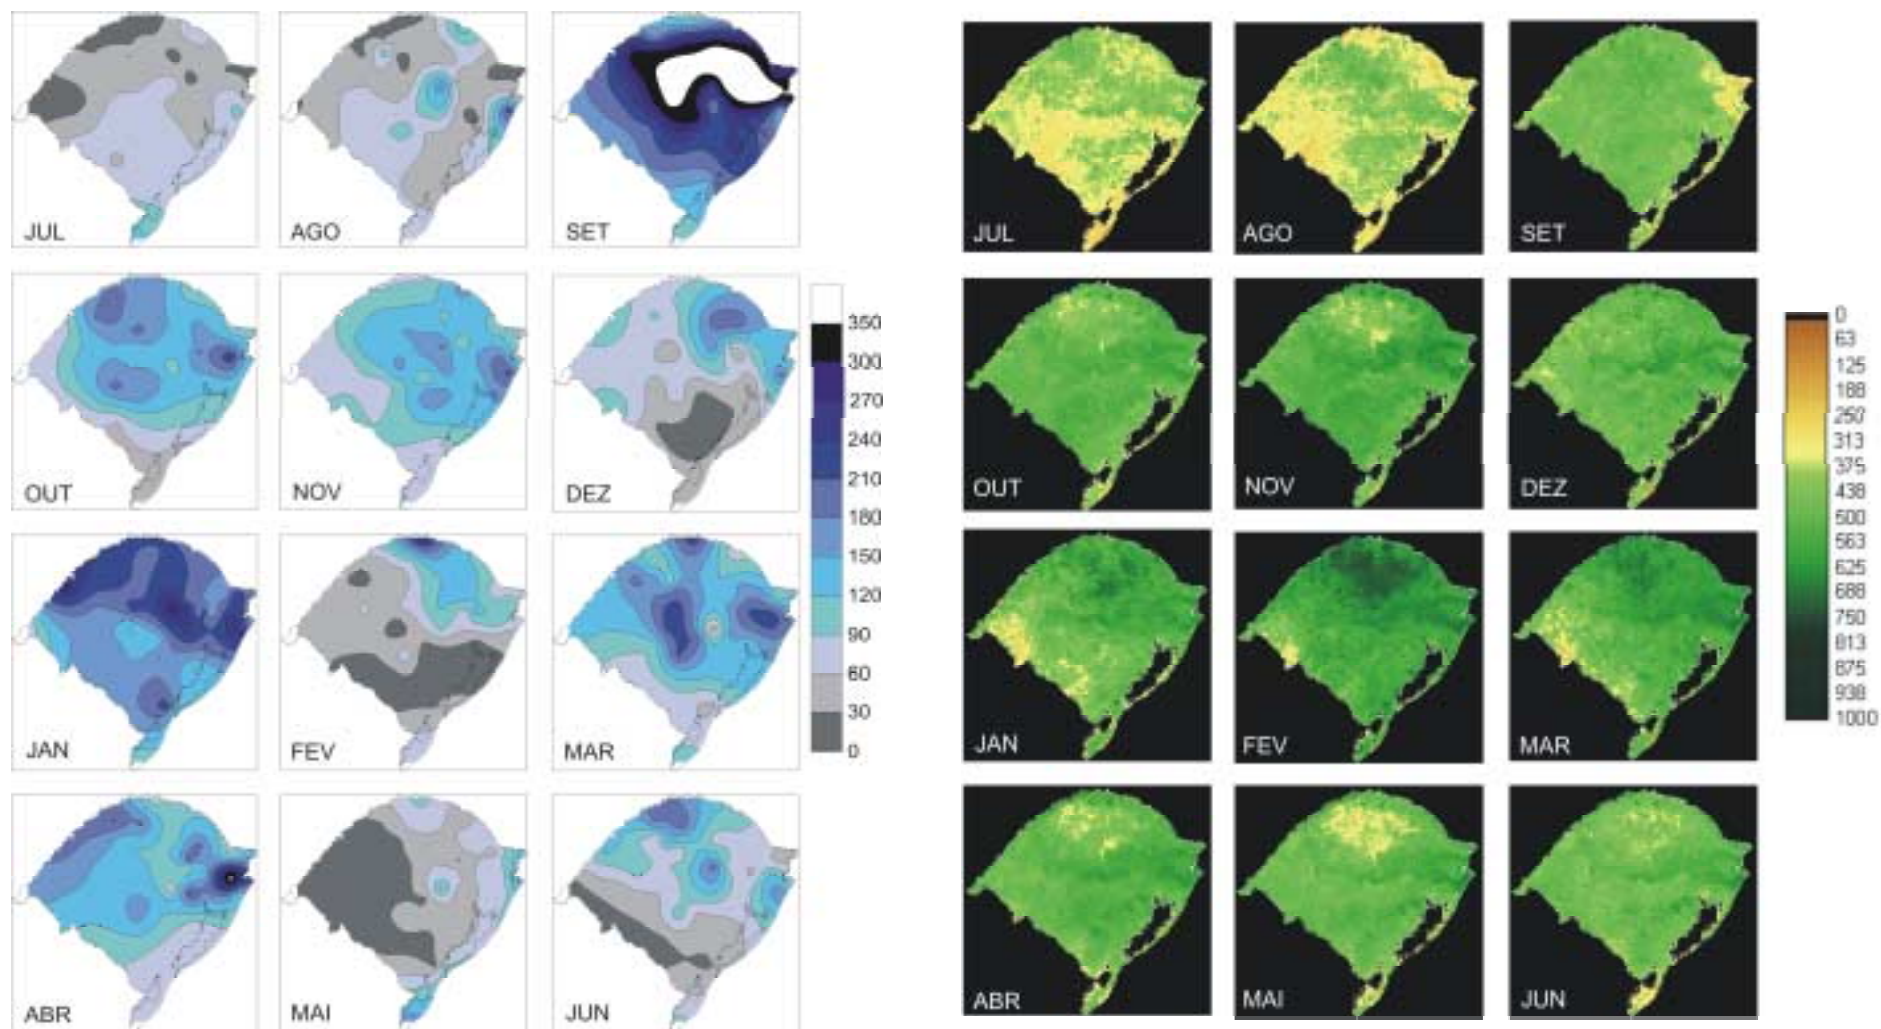 JUL
AGO
SET
OUT
NOV
DEZ
JAN
FEV
MAR
ABR
MAI
JUN
350
300
270
240
210
180
150
120
90
60
30
0
JUL
AGO
SET
OUT
NOV
DEZ
JAN
FEV
MAR
ABR
MAI
JUN
0
63
125
188
250
313
375
438
500
563
625
688
750
813
875
938
1000